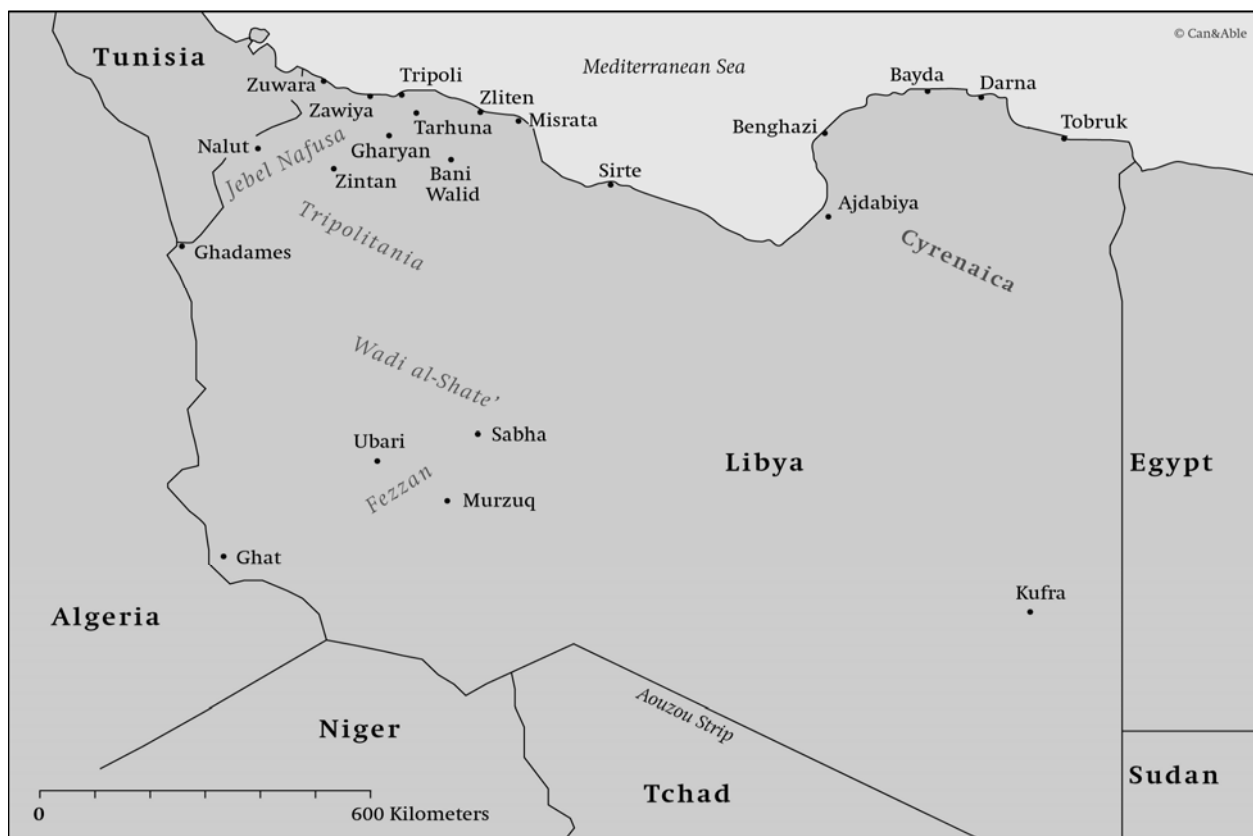 © Can&Able
Tunisia
Mediterranean Sea
Zuwara
Tripoli
Zawiya
Zliten
Tarhuna
Misrata
Bayda
Darna
Benghazi
Tobruk
Nalut
Jebel Nafusa
Gharyan
Zintan
Bani
Walid
Sirte
Ajdabiya
Tripolitania
Cyrenaica
Ghadames
Wadi al-Shate’
Ubari
Sabha
Fezzan
Murzuq
Libya
Egypt
Ghat
Kufra
Algeria
Aouzou Strip
Niger
Tchad
Sudan
0
600 Kilometers